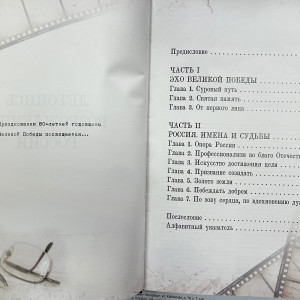 Празднованию 60-летней годовщины
Великой Победы посвящается...
Предисловие
ЧАСТЬ I
ЭХО ВЕЛИКОЙ ПОБЕДЫ
Глава 1. Суровый путь
Глава 2. Святая память
Глава 3. От первого лица
ЧАСТЬ II
РОССИЯ. ИМЕНА И СУДЬБЫ
Глава 1. Опора России
Глава 2. Профессионализм во благо Отечеств
Глава 3. Искусство достижения цели
Глава 4. Призвание созидать
Глава 5. Золото земли
Глава 6. Побеждать добром
Глава 7. По зову сердца, по вдохновению ду
Послесловие
Алфавитный указатель